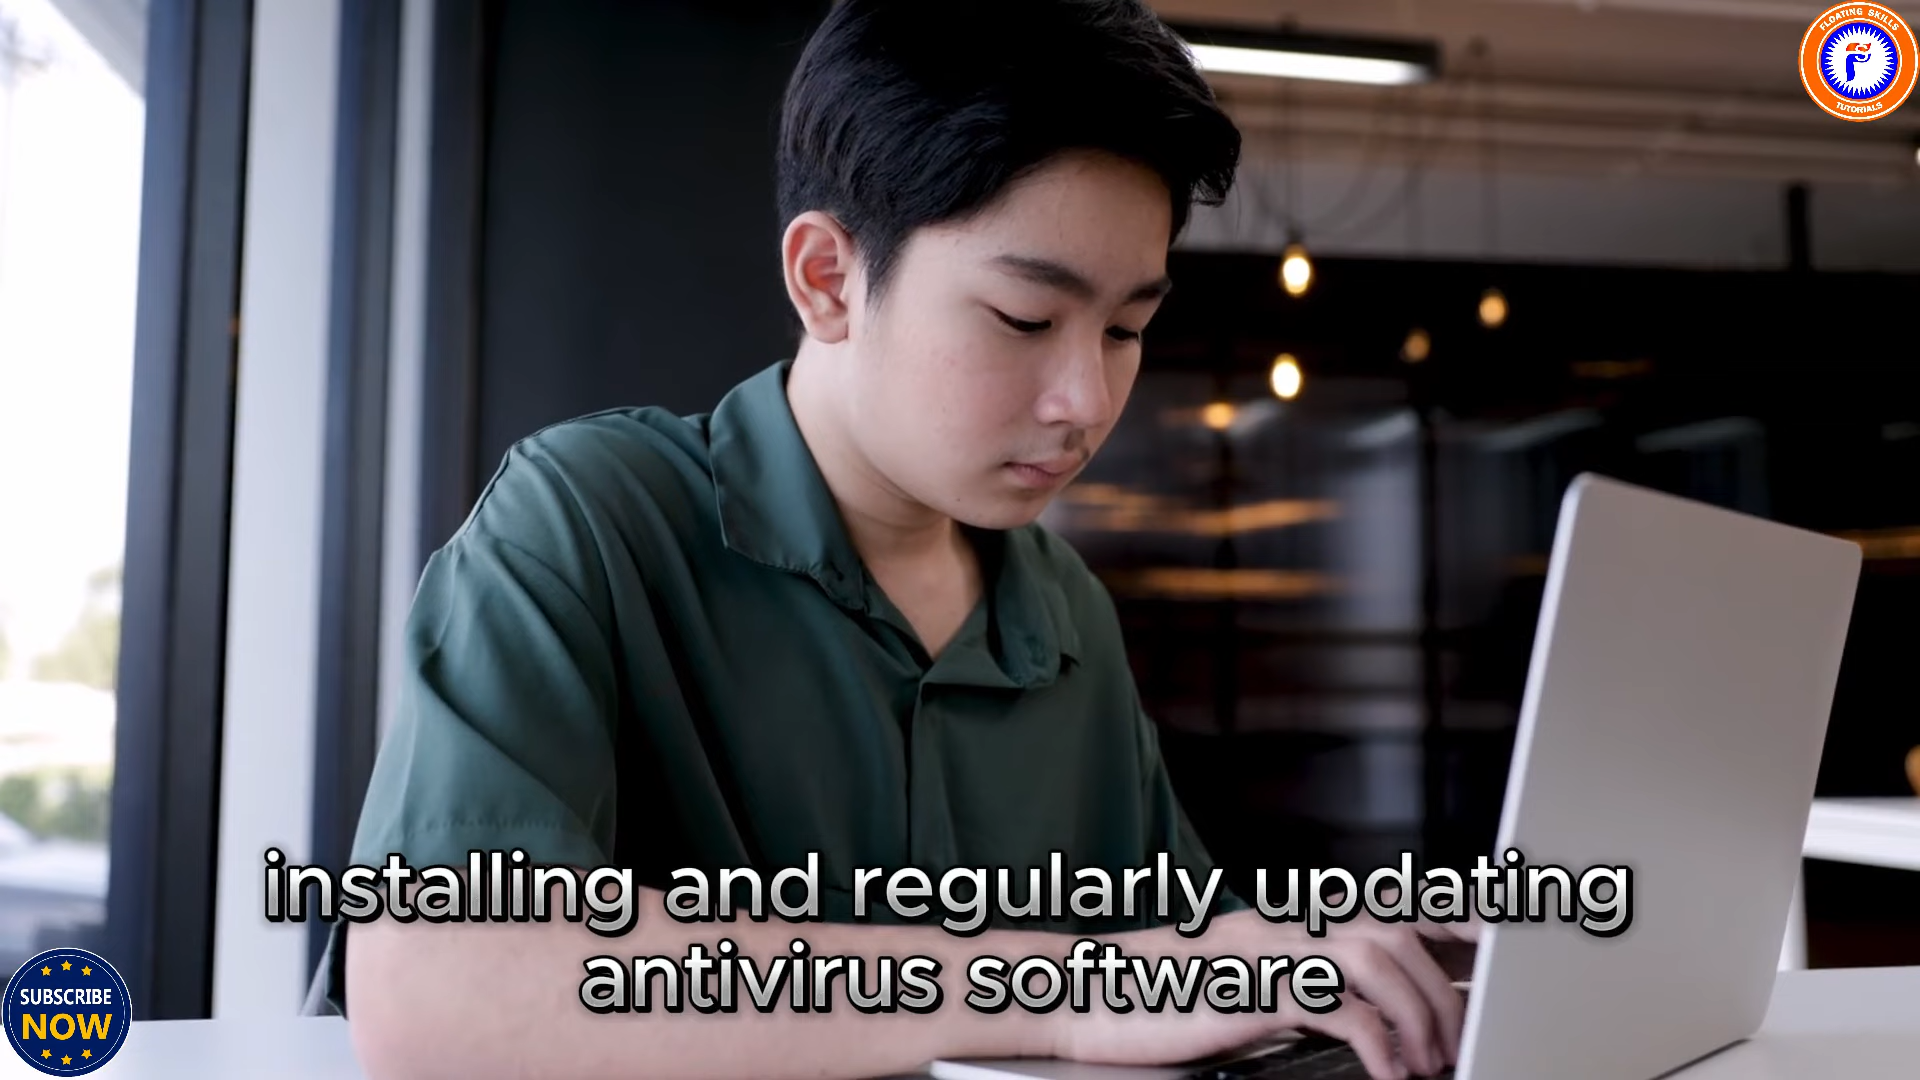 FLOATING SKILLS
TUTORIALS
installing and regularly updating
antivirus software
SUBSCRIBE
NOW